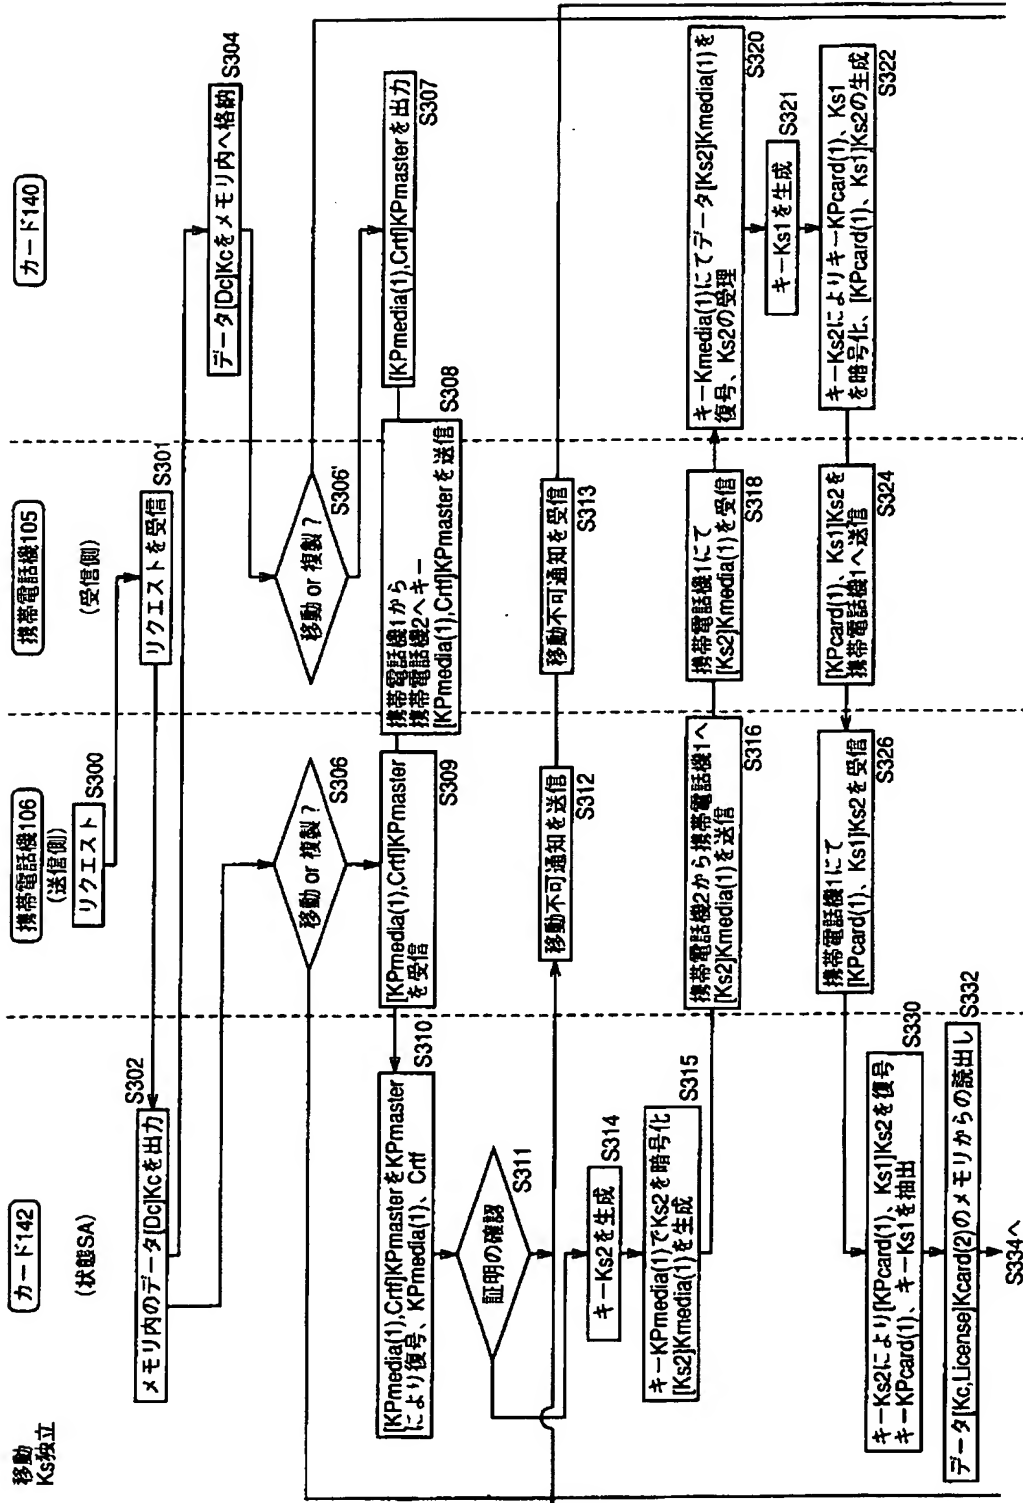 移動
Ks独立
カード142
(状態SA)
携帯電話機106
(送信側)
携帯電話機105
(受信側)
カード140
リクエスト
S300
リクエストを受信
S301
メモリ内のデータ[Dc]Kcを出力
S302
データ[Dc]Kcをメモリ内へ格納
S304
移動 or 複製?
S306
移動 or 複製?
S306'
[KPmedia(1),Crtf]KPmasterを出力
S307
携帯電話機1から
携帯電話機2へキー
[KPmedia(1),Crtf]KPmasterを送信
S308
[KPmedia(1),Crtf]KPmaster
を受信
S309
[KPmedia(1),Crtf]KPmasterをKPmaster
により復号、KPmedia(1)、Crtf
S310
証明の確認
S311
移動不可通知を送信
S312
移動不可通知を受信
S313
キーKs2を生成
S314
キーKPmedia(1)でKs2を暗号化
[Ks2]Kmedia(1)を生成
S315
携帯電話機2から携帯電話機1へ
[Ks2]Kmedia(1)を送信
S316
携帯電話機1にて
[Ks2]Kmedia(1)を受信
S318
キーKmedia(1)にてデータ[Ks2]Kmedia(1)を
復号、Ks2の受理
S320
キーKs1を生成
S321
キーKs2によりキーKPcard(1)、Ks1
を暗号化、[KPcard(1)、Ks1]Ks2の生成
S322
[KPcard(1)、Ks1]Ks2を
携帯電話機1へ送信
S324
携帯電話機1にて
[KPcard(1)、Ks1]Ks2を受信
S326
キーKs2により[KPcard(1)、Ks1]Ks2を復号
キーKPcard(1)、キーKs1を抽出
S330
データ[Kc,License]Kcard(2)のメモリからの読出し
S332
S334へ